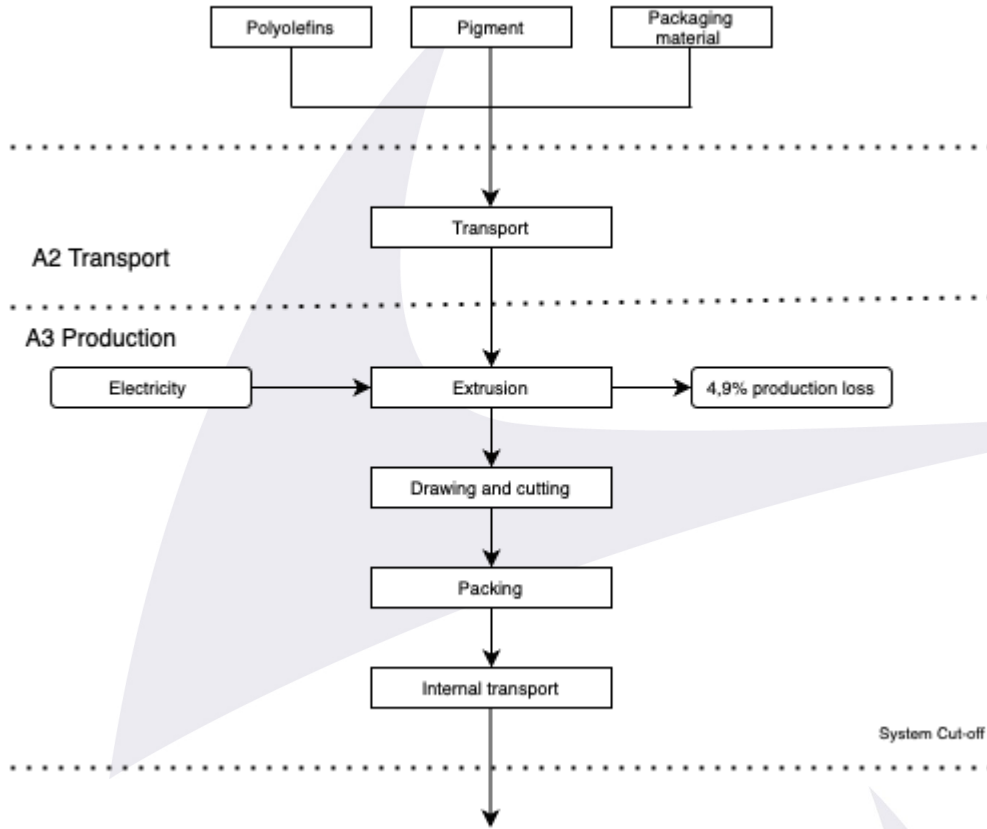 Polyolefins
Pigment
Packaging
material
Transport
A2 Transport
A3 Production
Electricity
Extrusion
4,9% production loss
Drawing and cutting
Packing
Internal transport
System Cut-off